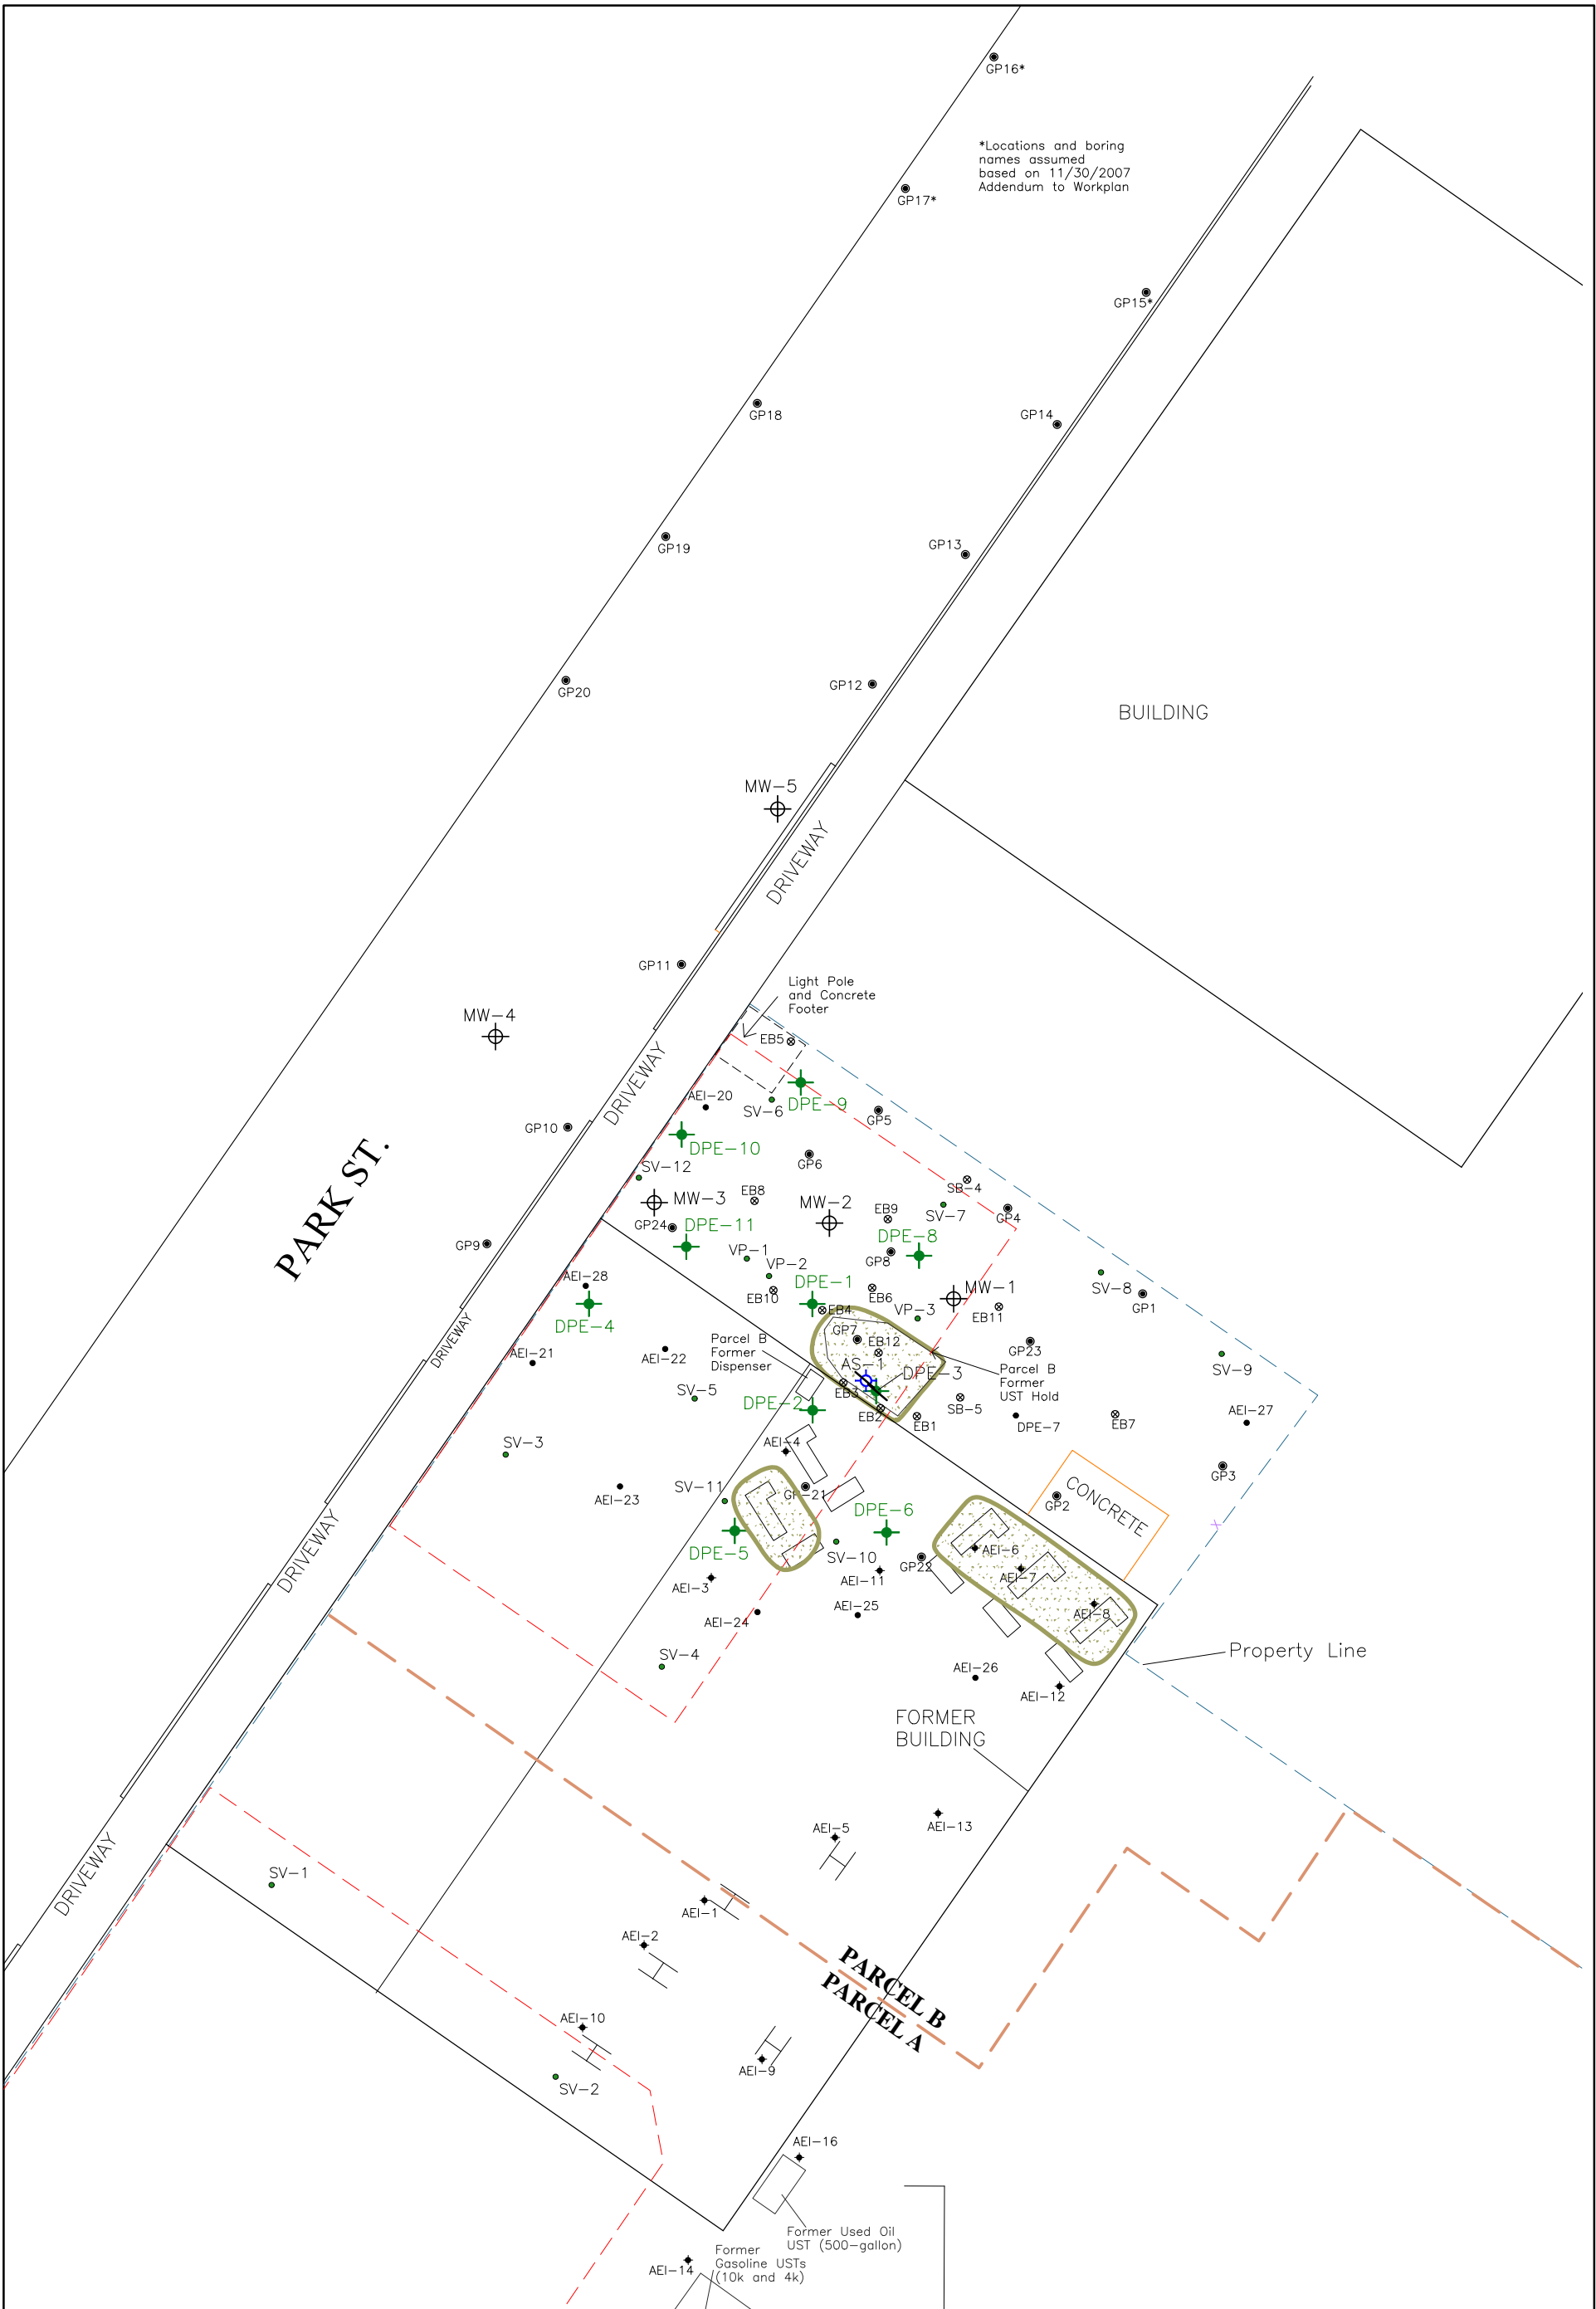 GP16*
*Locations and boring
names assumed
based on 11/30/2007
Addendum to Workplan
GP17*
GP15*
GP18
GP14
GP19
GP13
GP20
GP12
BUILDING
MW-5
DRIVEWAY
GP11
Light Pole
and Concrete
Footer
MW-4
EB5
DRIVEWAY
AEI-20
SV-6
DPE-9
GP5
GP10
DPE-10
PARK ST.
GP6
SV-12
SB-4
MW-3
EB8
MW-2
EB9
SV-7
GP4
GP24
DPE-11
GP9
DPE-8
VP-1
GP8
VP-2
AEI-28
DPE-1
EB10
EB6
MW-1
SV-8
GP1
EB4
EB11
DPE-4
VP-3
DRIVEWAY
GP7
Parcel B
Former
Dispenser
EB12
GP23
AEI-21
AEI-22
AS-1
DPE-3
Parcel B
Former
UST Hold
SV-9
EB3
SV-5
DPE-2
EB2
EB1
SB-5
DPE-7
EB7
AEI-27
SV-3
AEI-4
GP3
SV-11
GP-21
AEI-23
CONCRETE
GP2
DPE-6
DRIVEWAY
DPE-5
SV-10
GP22
AEI-6
AEI-3
AEI-11
AEI-7
AEI-24
AEI-25
AEI-8
SV-4
Property Line
AEI-26
AEI-12
FORMER
BUILDING
AEI-5
AEI-13
DRIVEWAY
SV-1
AEI-1
AEI-2
PARCEL B
PARCEL A
AEI-10
AEI-9
SV-2
AEI-16
Former Used Oil
UST (500-gallon)
Former
Gasoline USTs
(10k and 4k)
AEI-14